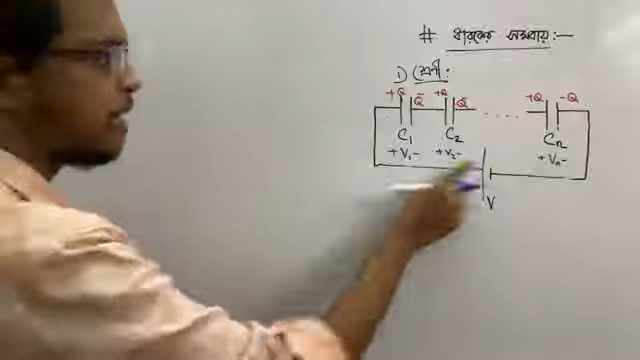 # ধারকের সমবায় :-
1) শ্রেণী :
+Q -Q +Q -Q . . . . +Q -Q
C₁ C₂ Cn
+V₁- +V₂- +Vn-
V